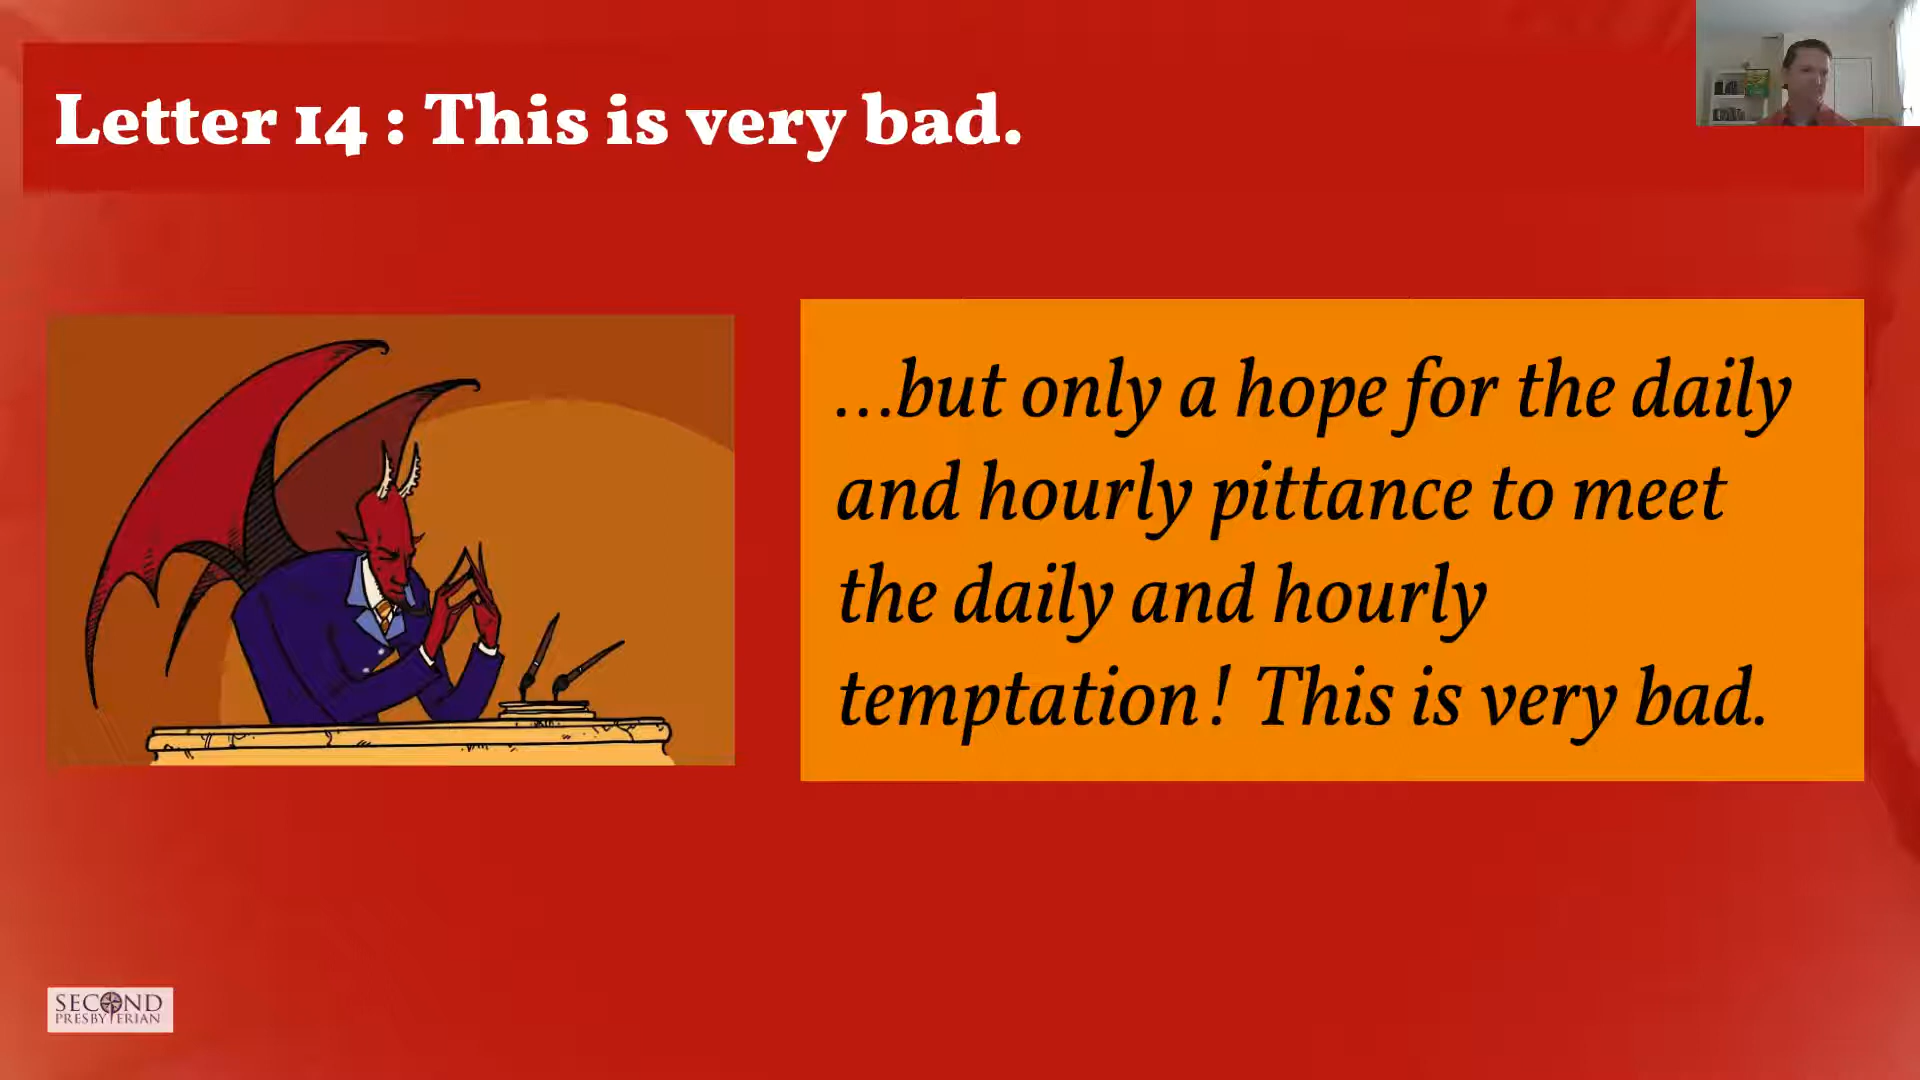 Letter 14 : This is very bad.
...but only a hope for the daily
and hourly pittance to meet
the daily and hourly
temptation! This is very bad.
SECOND
PRESBYTERIAN